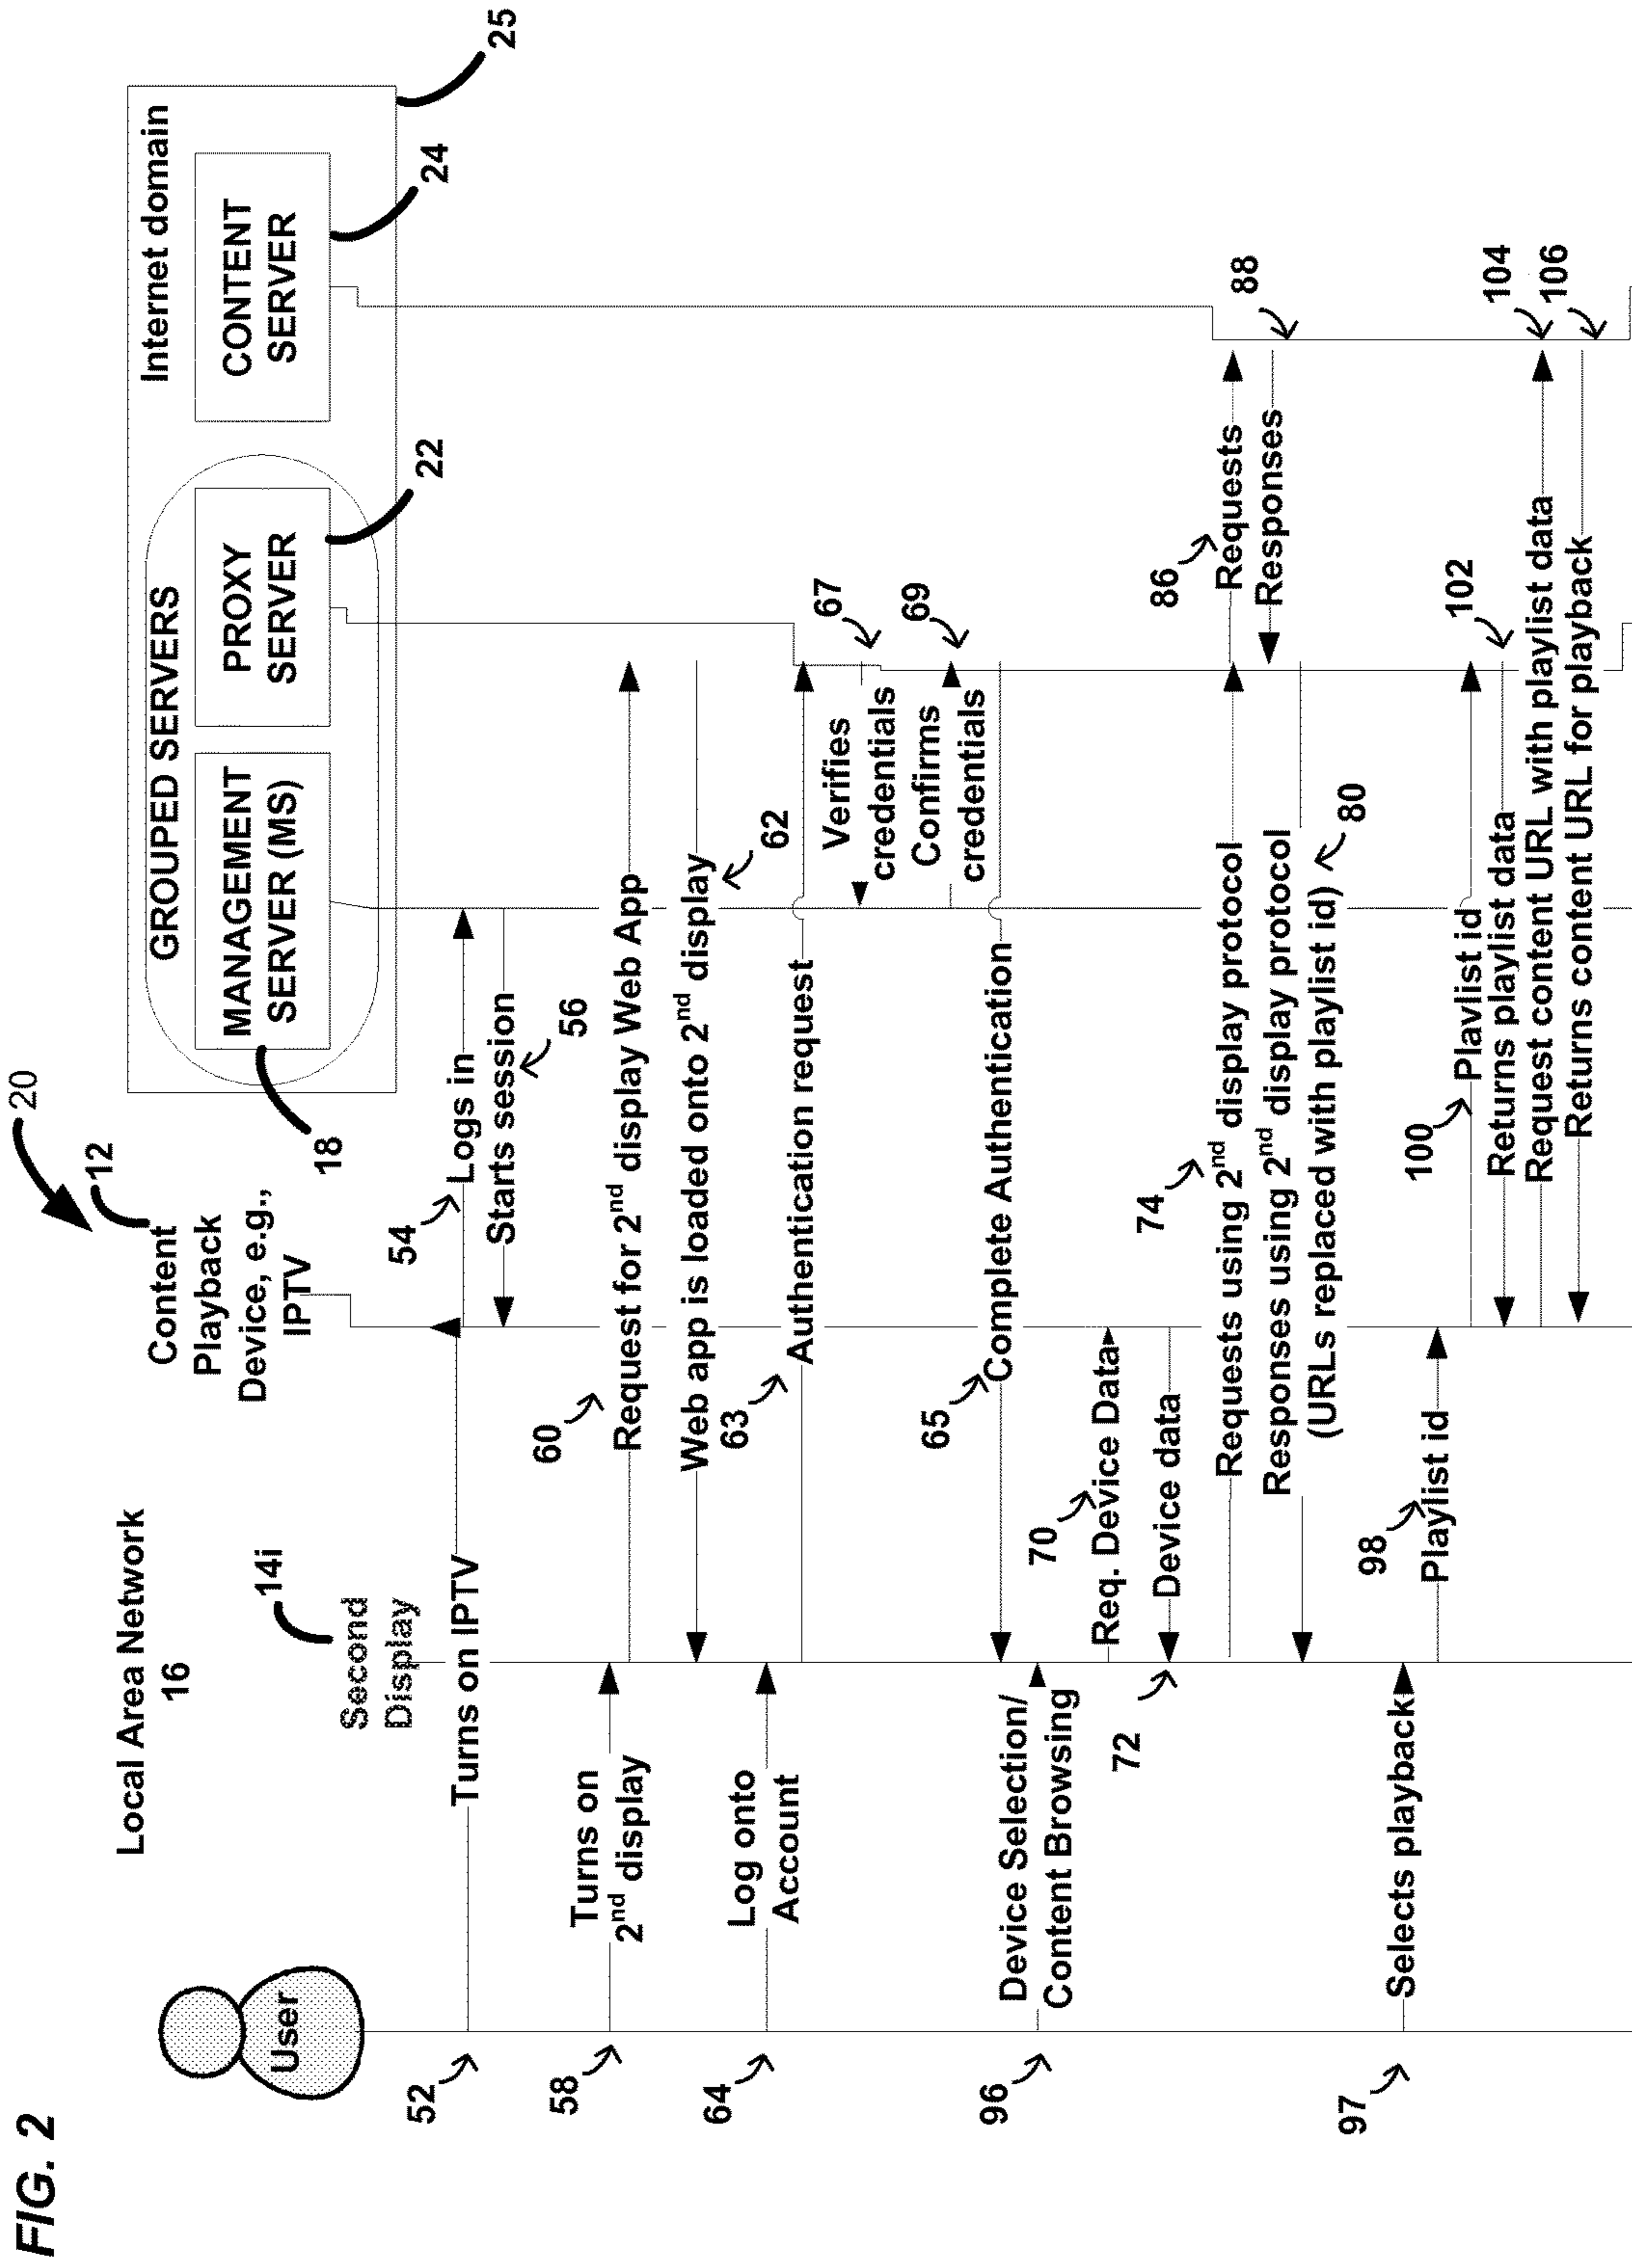 FIG. 2
20
Local Area Network
16
User
Second
Display
14i
Content
Playback
Device, e.g.,
IPTV
12
Internet domain
GROUPED SERVERS
MANAGEMENT
SERVER (MS)
18
PROXY
SERVER
22
CONTENT
SERVER
24
25
52
Turns on IPTV
54
Logs in
Starts session
56
58
Turns on
2nd display
60
Request for 2nd display Web App
Web app is loaded onto 2nd display
62
64
Log onto
Account
63
Authentication request
Verifies
credentials
67
Confirms
credentials
69
65
Complete Authentication
96
Device Selection/
Content Browsing
70
Req. Device Data
Device data
72
74
Requests using 2nd display protocol
Responses using 2nd display protocol
(URLs replaced with playlist id)
80
86
Requests
Responses
88
97
Selects playback
98
Playlist id
100
Playlist id
102
Returns playlist data
Request content URL with playlist data
104
Returns content URL for playback
106